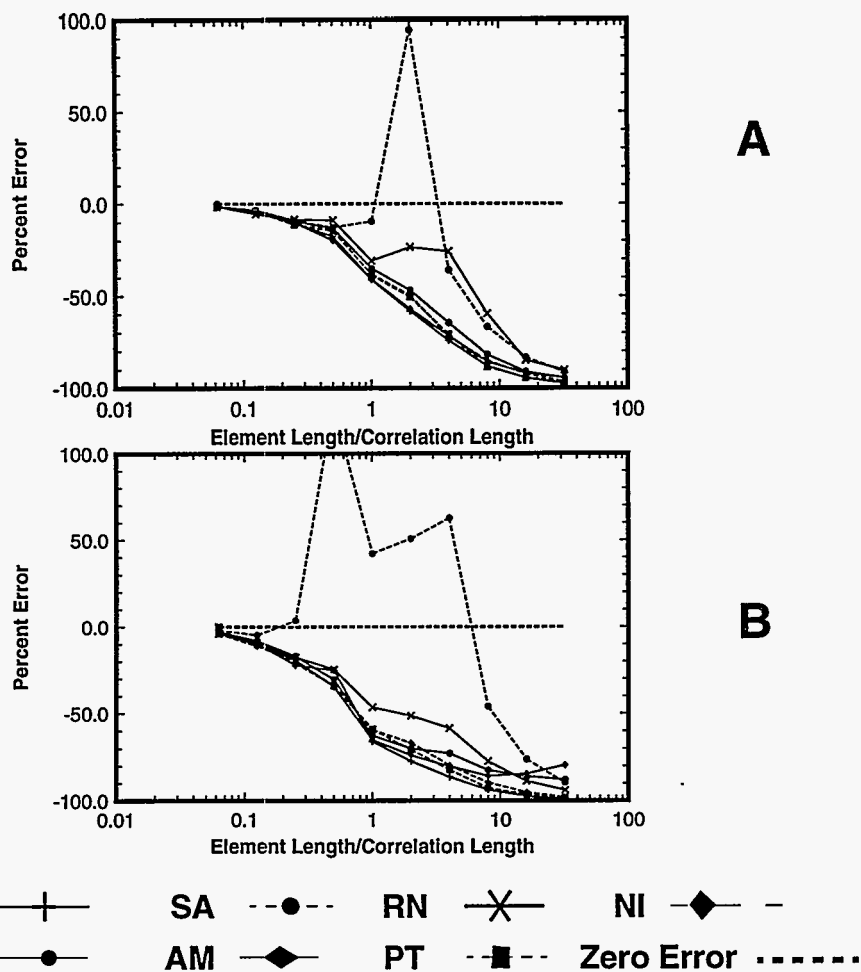 100.0
50.0
0.0
-50.0
-100.0
Percent Error
A
0.01 0.1 1 10 100
Element Length/Correlation Length
100.0
50.0
0.0
-50.0
-100.0
Percent Error
B
0.01 0.1 1 10 100
Element Length/Correlation Length
SA RN NI
AM PT Zero Error